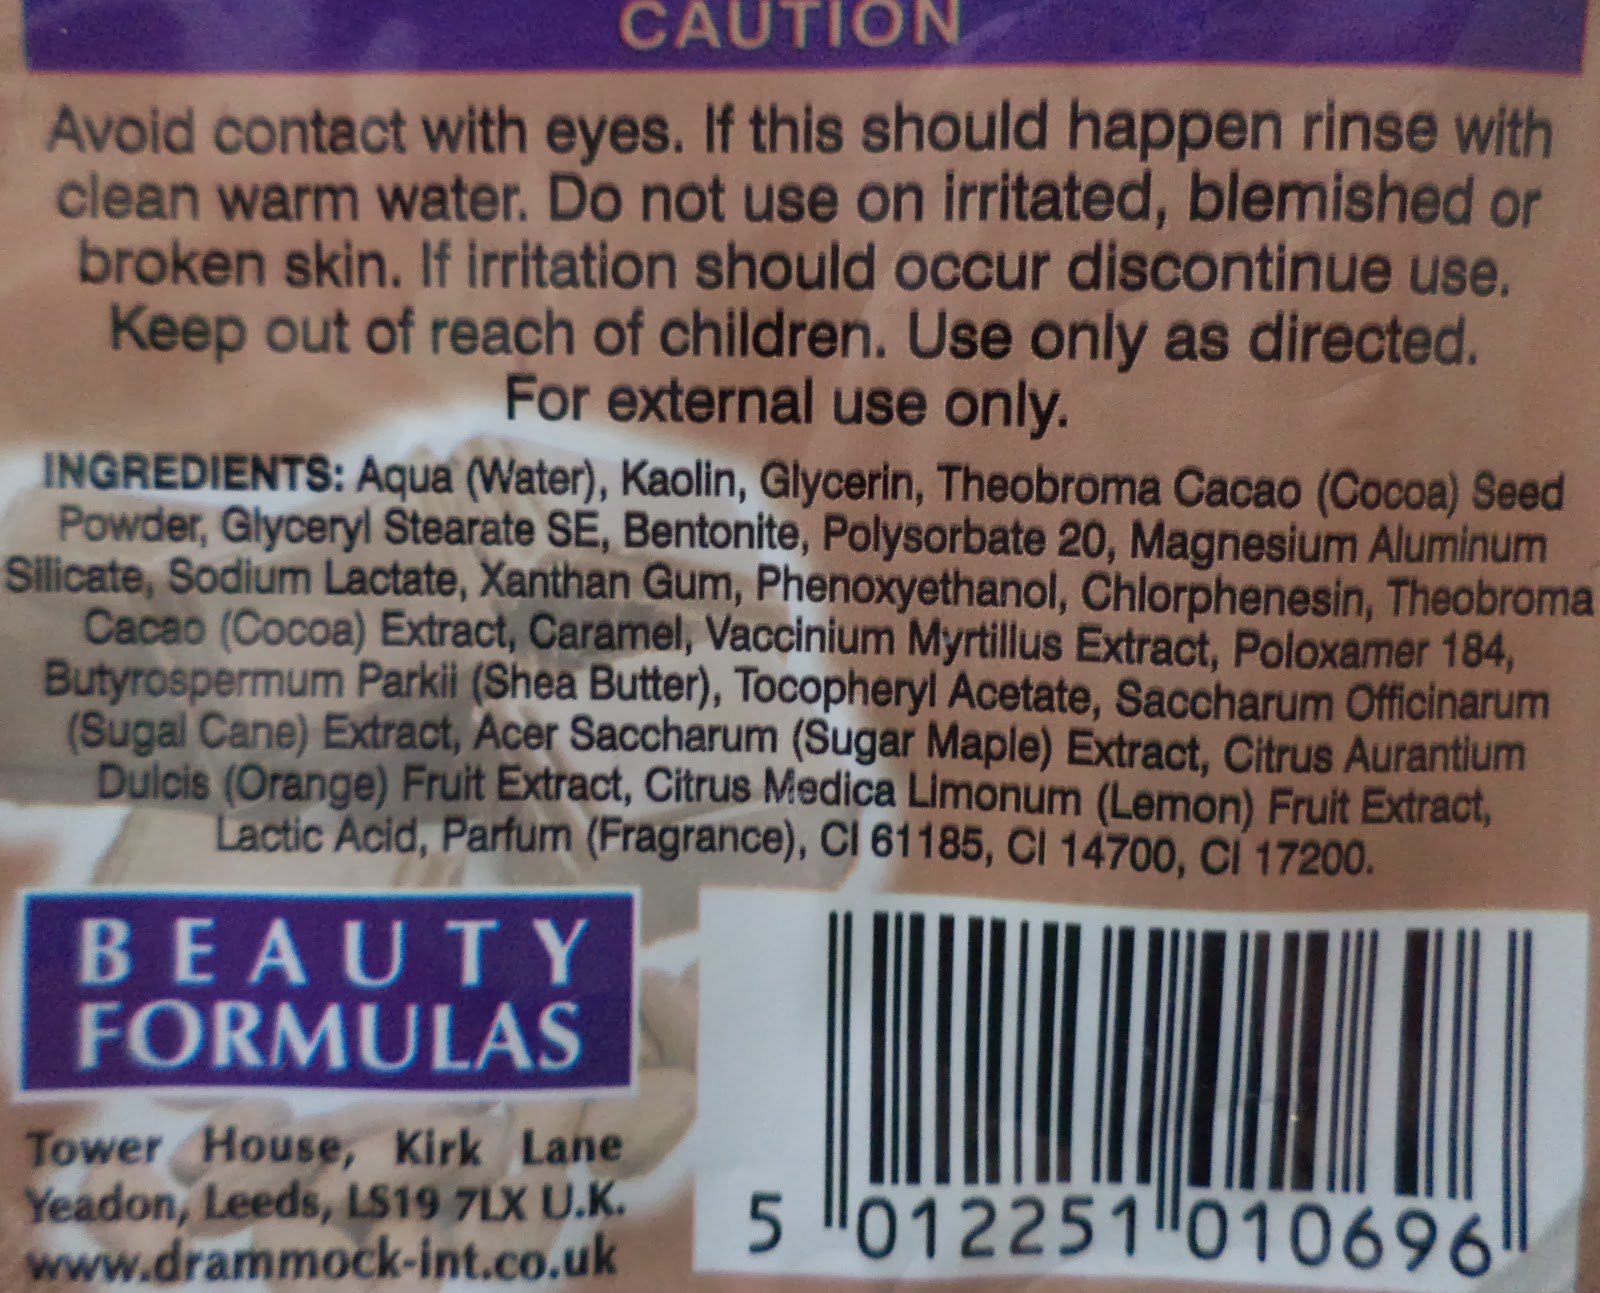 CAUTION
Avoid contact with eyes. If this should happen rinse with
clean warm water. Do not use on irritated, blemished or
broken skin. If irritation should occur discontinue use.
Keep out of reach of children. Use only as directed.
For external use only.
INGREDIENTS: Aqua (Water), Kaolin, Glycerin, Theobroma Cacao (Cocoa) Seed
Powder, Glyceryl Stearate SE, Bentonite, Polysorbate 20, Magnesium Aluminum
Silicate, Sodium Lactate, Xanthan Gum, Phenoxyethanol, Chlorphenesin, Theobroma
Cacao (Cocoa) Extract, Caramel, Vaccinium Myrtillus Extract, Poloxamer 184,
Butyrospermum Parkii (Shea Butter), Tocopheryl Acetate, Saccharum Officinarum
(Sugal Cane) Extract, Acer Saccharum (Sugar Maple) Extract, Citrus Aurantium
Dulcis (Orange) Fruit Extract, Citrus Medica Limonum (Lemon) Fruit Extract,
Lactic Acid, Parfum (Fragrance), CI 61185, CI 14700, CI 17200.
BEAUTY
FORMULAS
Tower House, Kirk Lane
Yeadon, Leeds, LS19 7LX U.K.
www.drammock-int.co.uk
5 012251 010696